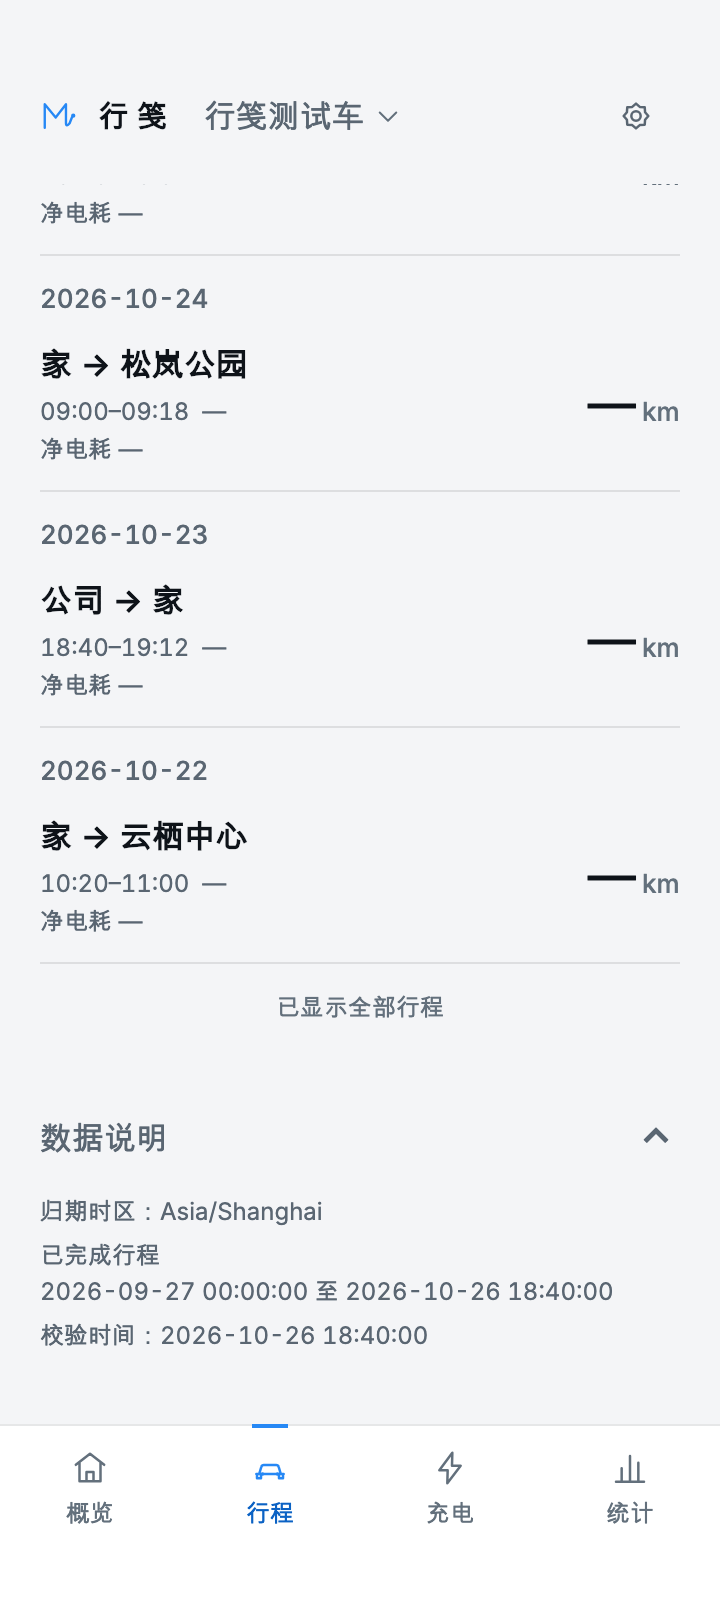 行笺 行笺测试车
净电耗 —
2026-10-24
家 → 松岚公园
09:00–09:18 — — km
净电耗 —
2026-10-23
公司 → 家
18:40–19:12 — — km
净电耗 —
2026-10-22
家 → 云栖中心
10:20–11:00 — — km
净电耗 —
已显示全部行程
数据说明
归期时区：Asia/Shanghai
已完成行程
2026-09-27 00:00:00 至 2026-10-26 18:40:00
校验时间：2026-10-26 18:40:00
概览 行程 充电 统计